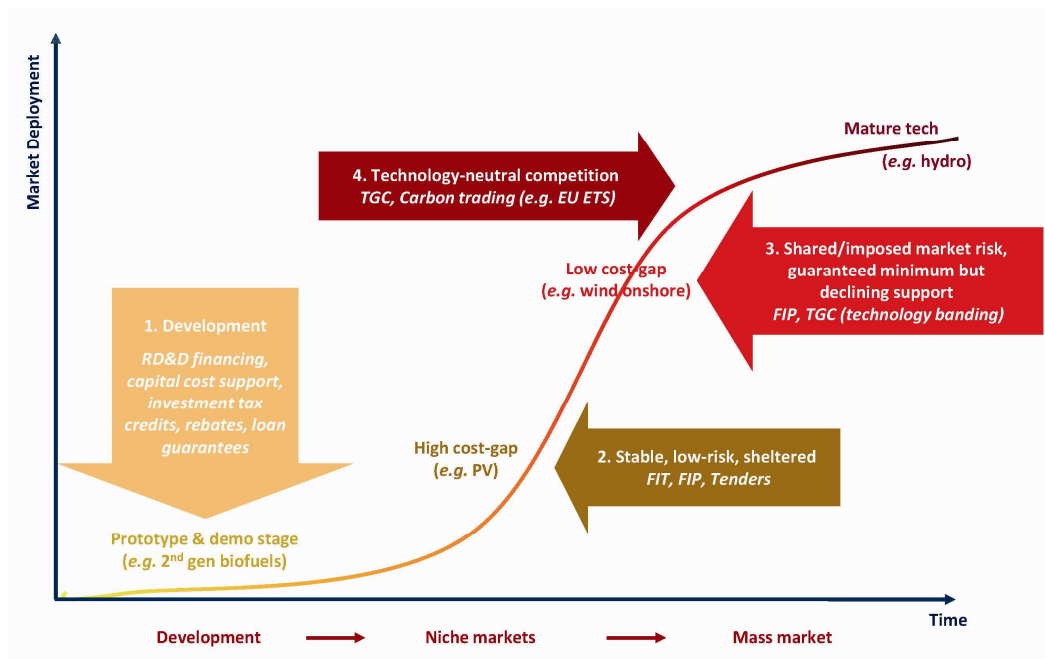 Market Deployment
Mature tech
(e.g. hydro)
4. Technology-neutral competition
TGC, Carbon trading (e.g. EU ETS)
3. Shared/imposed market risk,
guaranteed minimum but
declining support
FIP, TGC (technology banding)
Low cost-gap
(e.g. wind onshore)
1. Development
RD&D financing,
capital cost support,
investment tax
credits, rebates, loan
guarantees
High cost-gap
(e.g. PV)
2. Stable, low-risk, sheltered
FIT, FIP, Tenders
Prototype & demo stage
(e.g. 2nd gen biofuels)
Time
Development
Niche markets
Mass market